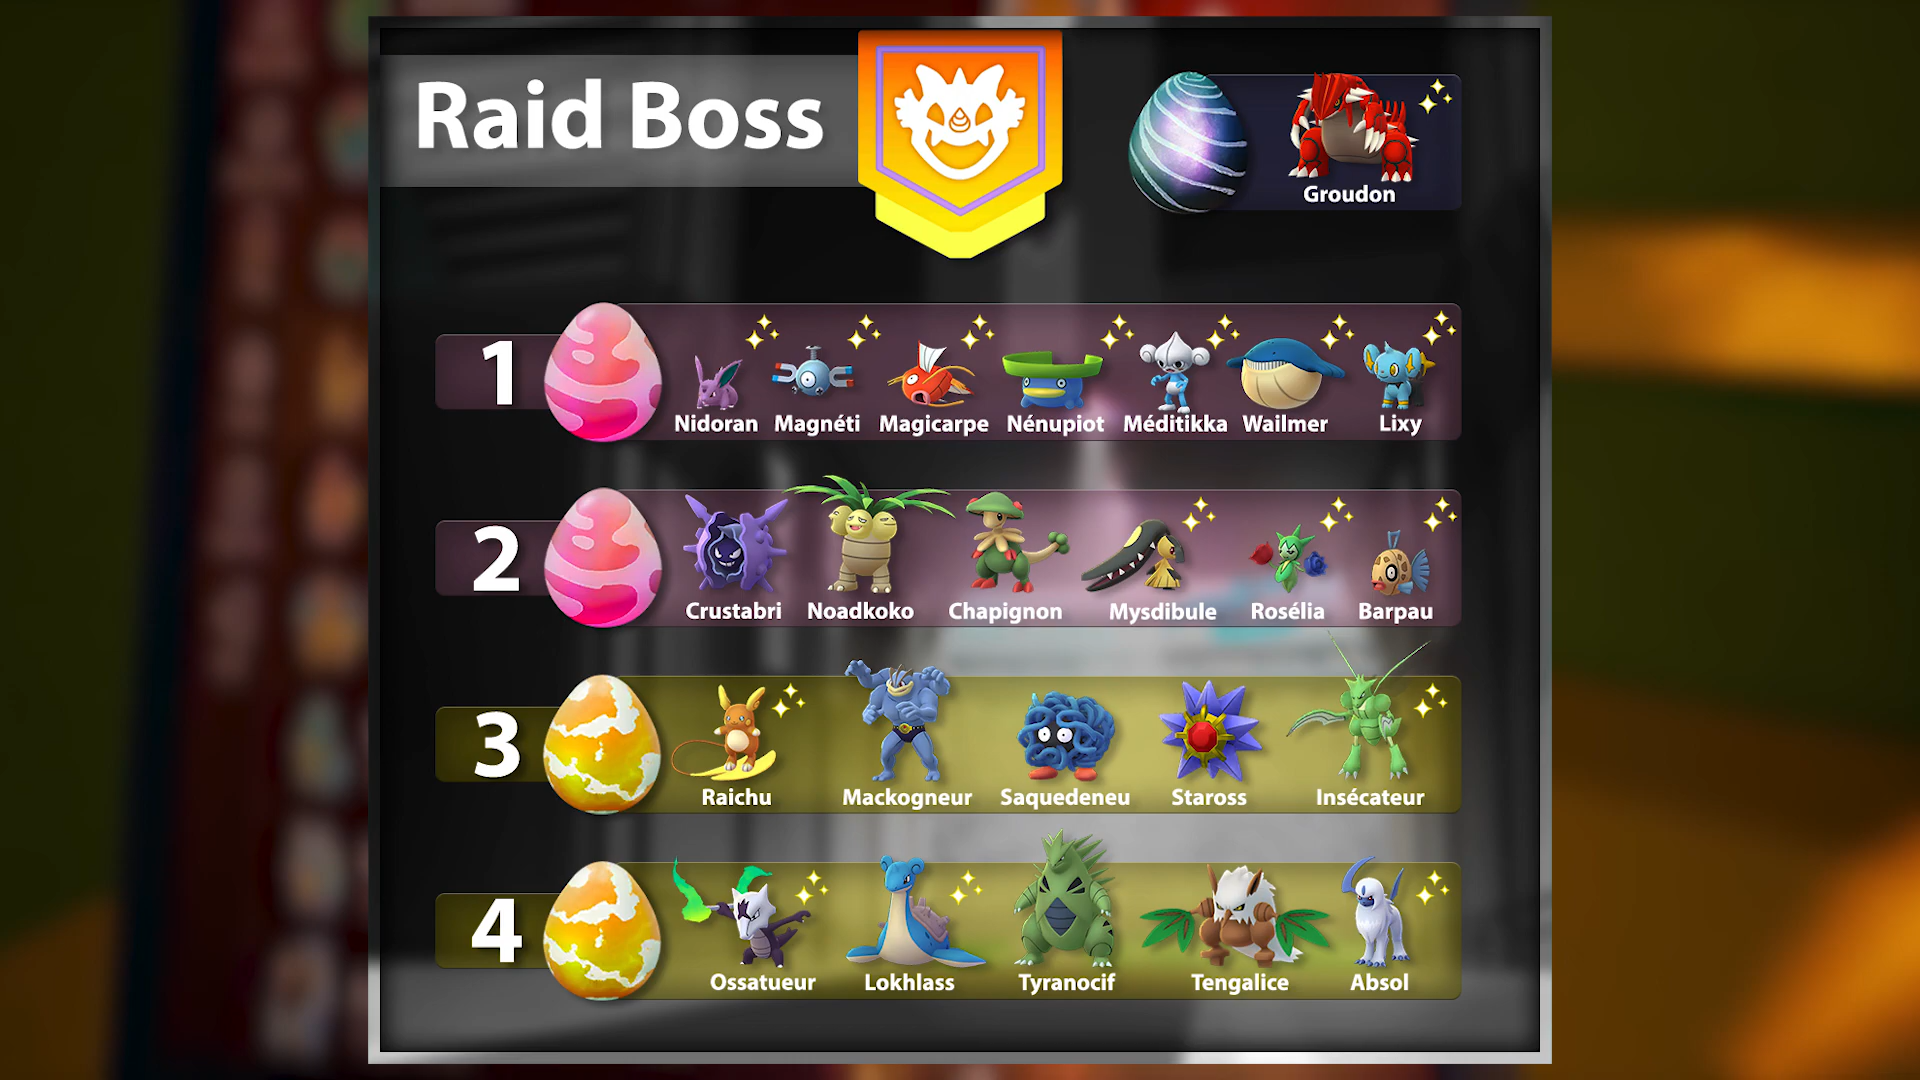 Raid Boss
Groudon
1
Nidoran Magnéti Magicarpe Nénupiot Méditikka Wailmer Lixy
2
Crustabri Noadkoko Chapignon Mysdibule Rosélia Barpau
3
Raichu Mackogneur Saquedeneu Staross Insécateur
4
Ossatueur Lokhlass Tyranocif Tengalice Absol